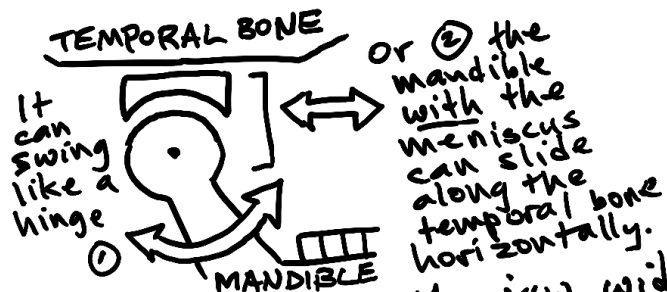 TEMPORAL BONE
It
can
swing
like a
hinge
①
MANDIBLE
or ② the
mandible
with the
meniscus
can slide
along the
temporal bone
horizontally.